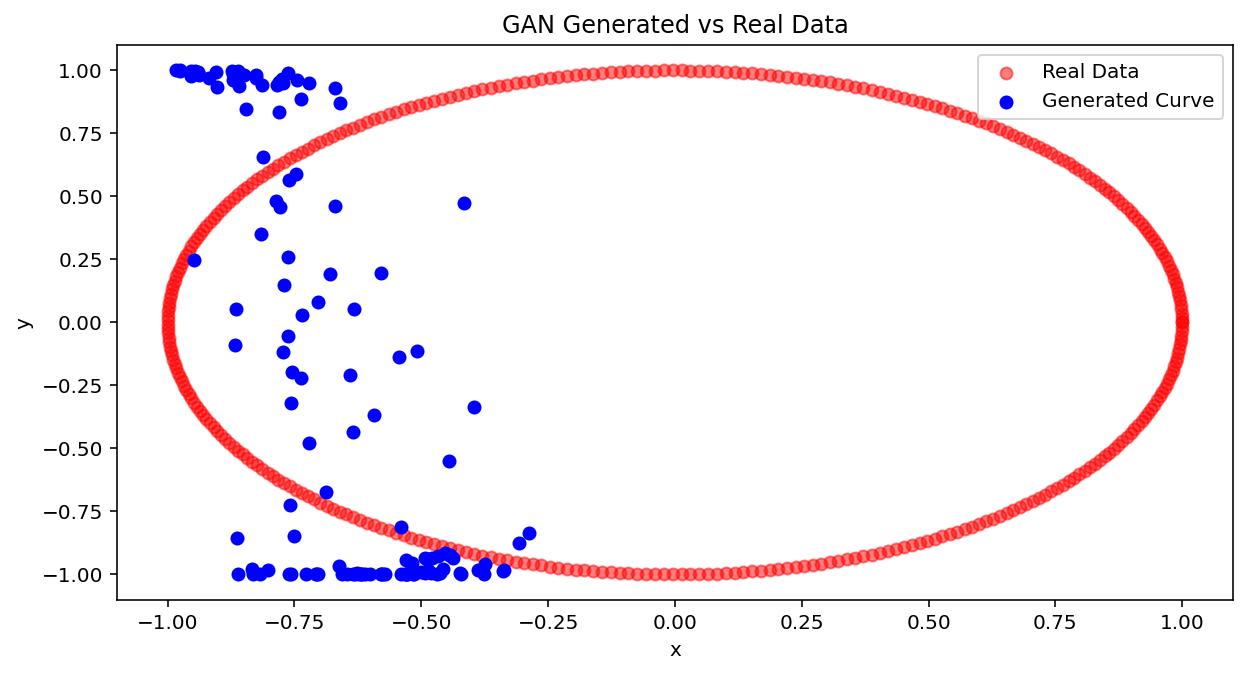 GAN Generated vs Real Data
1.00
0.75
0.50
0.25
0.00
−0.25
−0.50
−0.75
−1.00
y
Real Data
Generated Curve
−1.00 −0.75 −0.50 −0.25 0.00 0.25 0.50 0.75 1.00
x